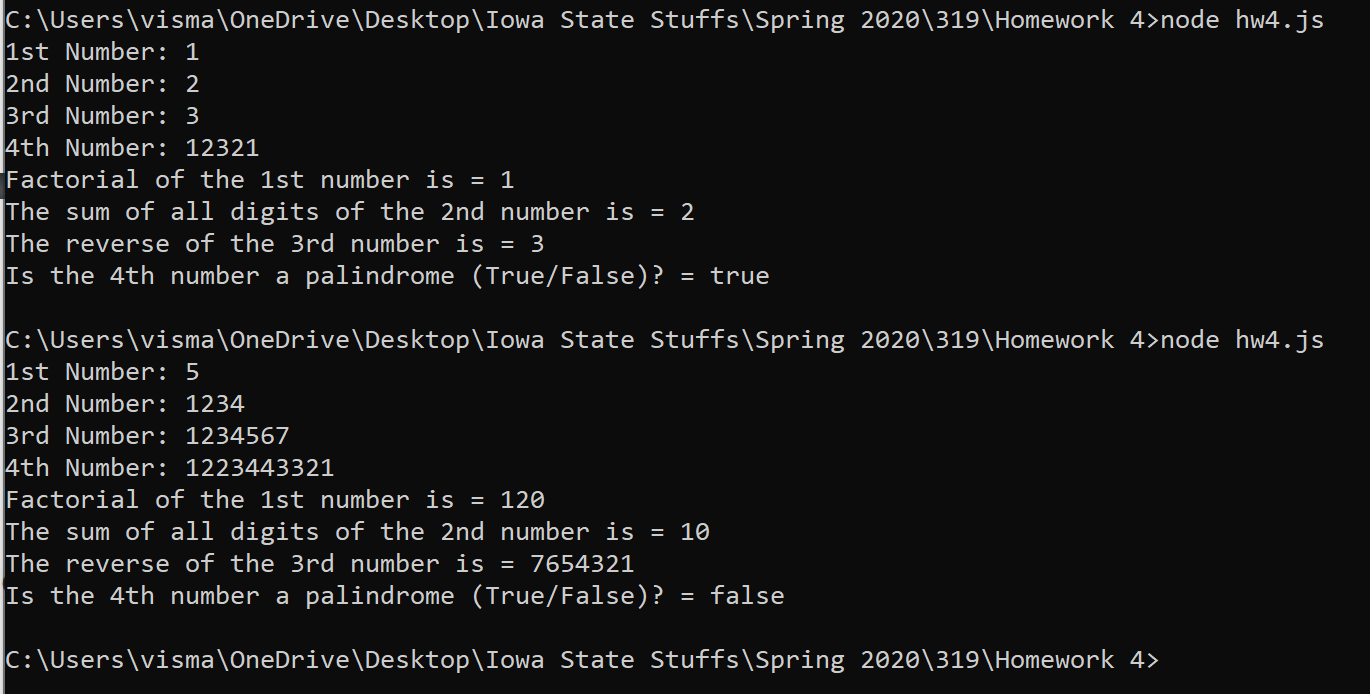 C:\Users\visma\OneDrive\Desktop\Iowa State Stuffs\Spring 2020\319\Homework 4>node hw4.js
1st Number: 1
2nd Number: 2
3rd Number: 3
4th Number: 12321
Factorial of the 1st number is = 1
The sum of all digits of the 2nd number is = 2
The reverse of the 3rd number is = 3
Is the 4th number a palindrome (True/False)? = true
C:\Users\visma\OneDrive\Desktop\Iowa State Stuffs\Spring 2020\319\Homework 4>node hw4.js
1st Number: 5
2nd Number: 1234
3rd Number: 1234567
4th Number: 1223443321
Factorial of the 1st number is = 120
The sum of all digits of the 2nd number is = 10
The reverse of the 3rd number is = 7654321
Is the 4th number a palindrome (True/False)? = false
C:\Users\visma\OneDrive\Desktop\Iowa State Stuffs\Spring 2020\319\Homework 4>